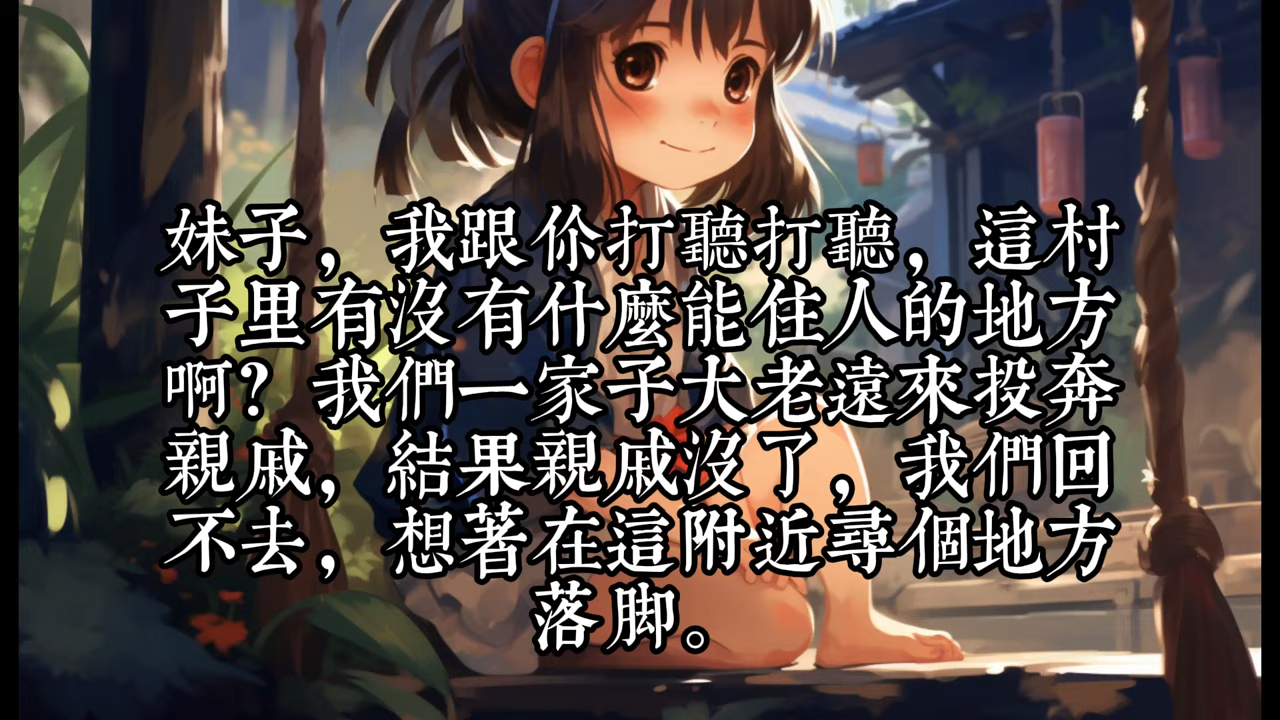 妹子，我跟你打聽打聽，這村
子里有沒有什麼能住人的地方
啊？我們一家子大老遠來投奔
親戚，結果親戚沒了，我們回
不去，想著在這附近尋個地方
落脚。